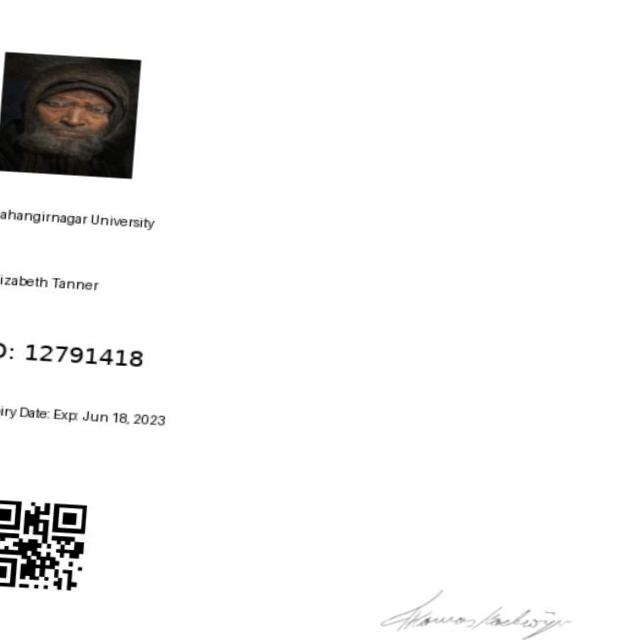 ahangirnagar University
izabeth Tanner
D: 12791418
iry Date: Exp: Jun 18, 2023